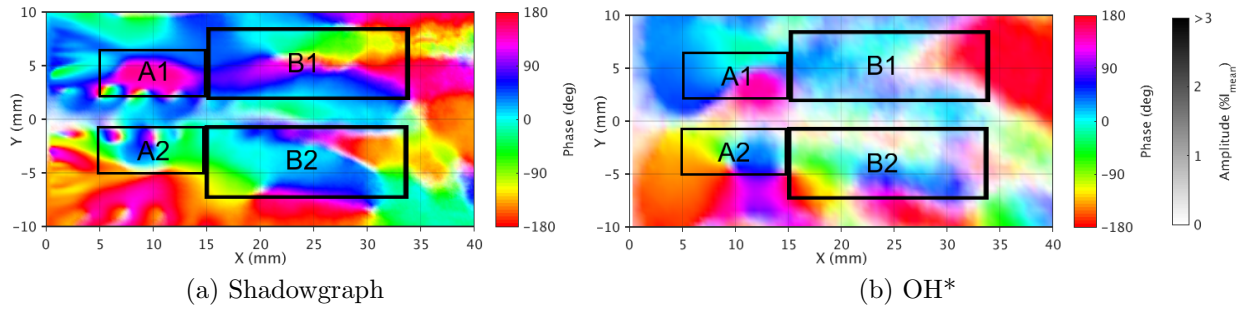 180
90
0
-90
-180
Phase (deg)
10
5
0
-5
-10
Y (mm)
0 5 10 15 20 25 30 35 40
X (mm)
A1
B1
A2
B2
(a) Shadowgraph
10
5
0
-5
-10
Y (mm)
0 5 10 15 20 25 30 35 40
X (mm)
A1
B1
A2
B2
180
90
0
-90
-180
Phase (deg)
>3
2
1
0
Amplitude (%I_mean)
(b) OH*